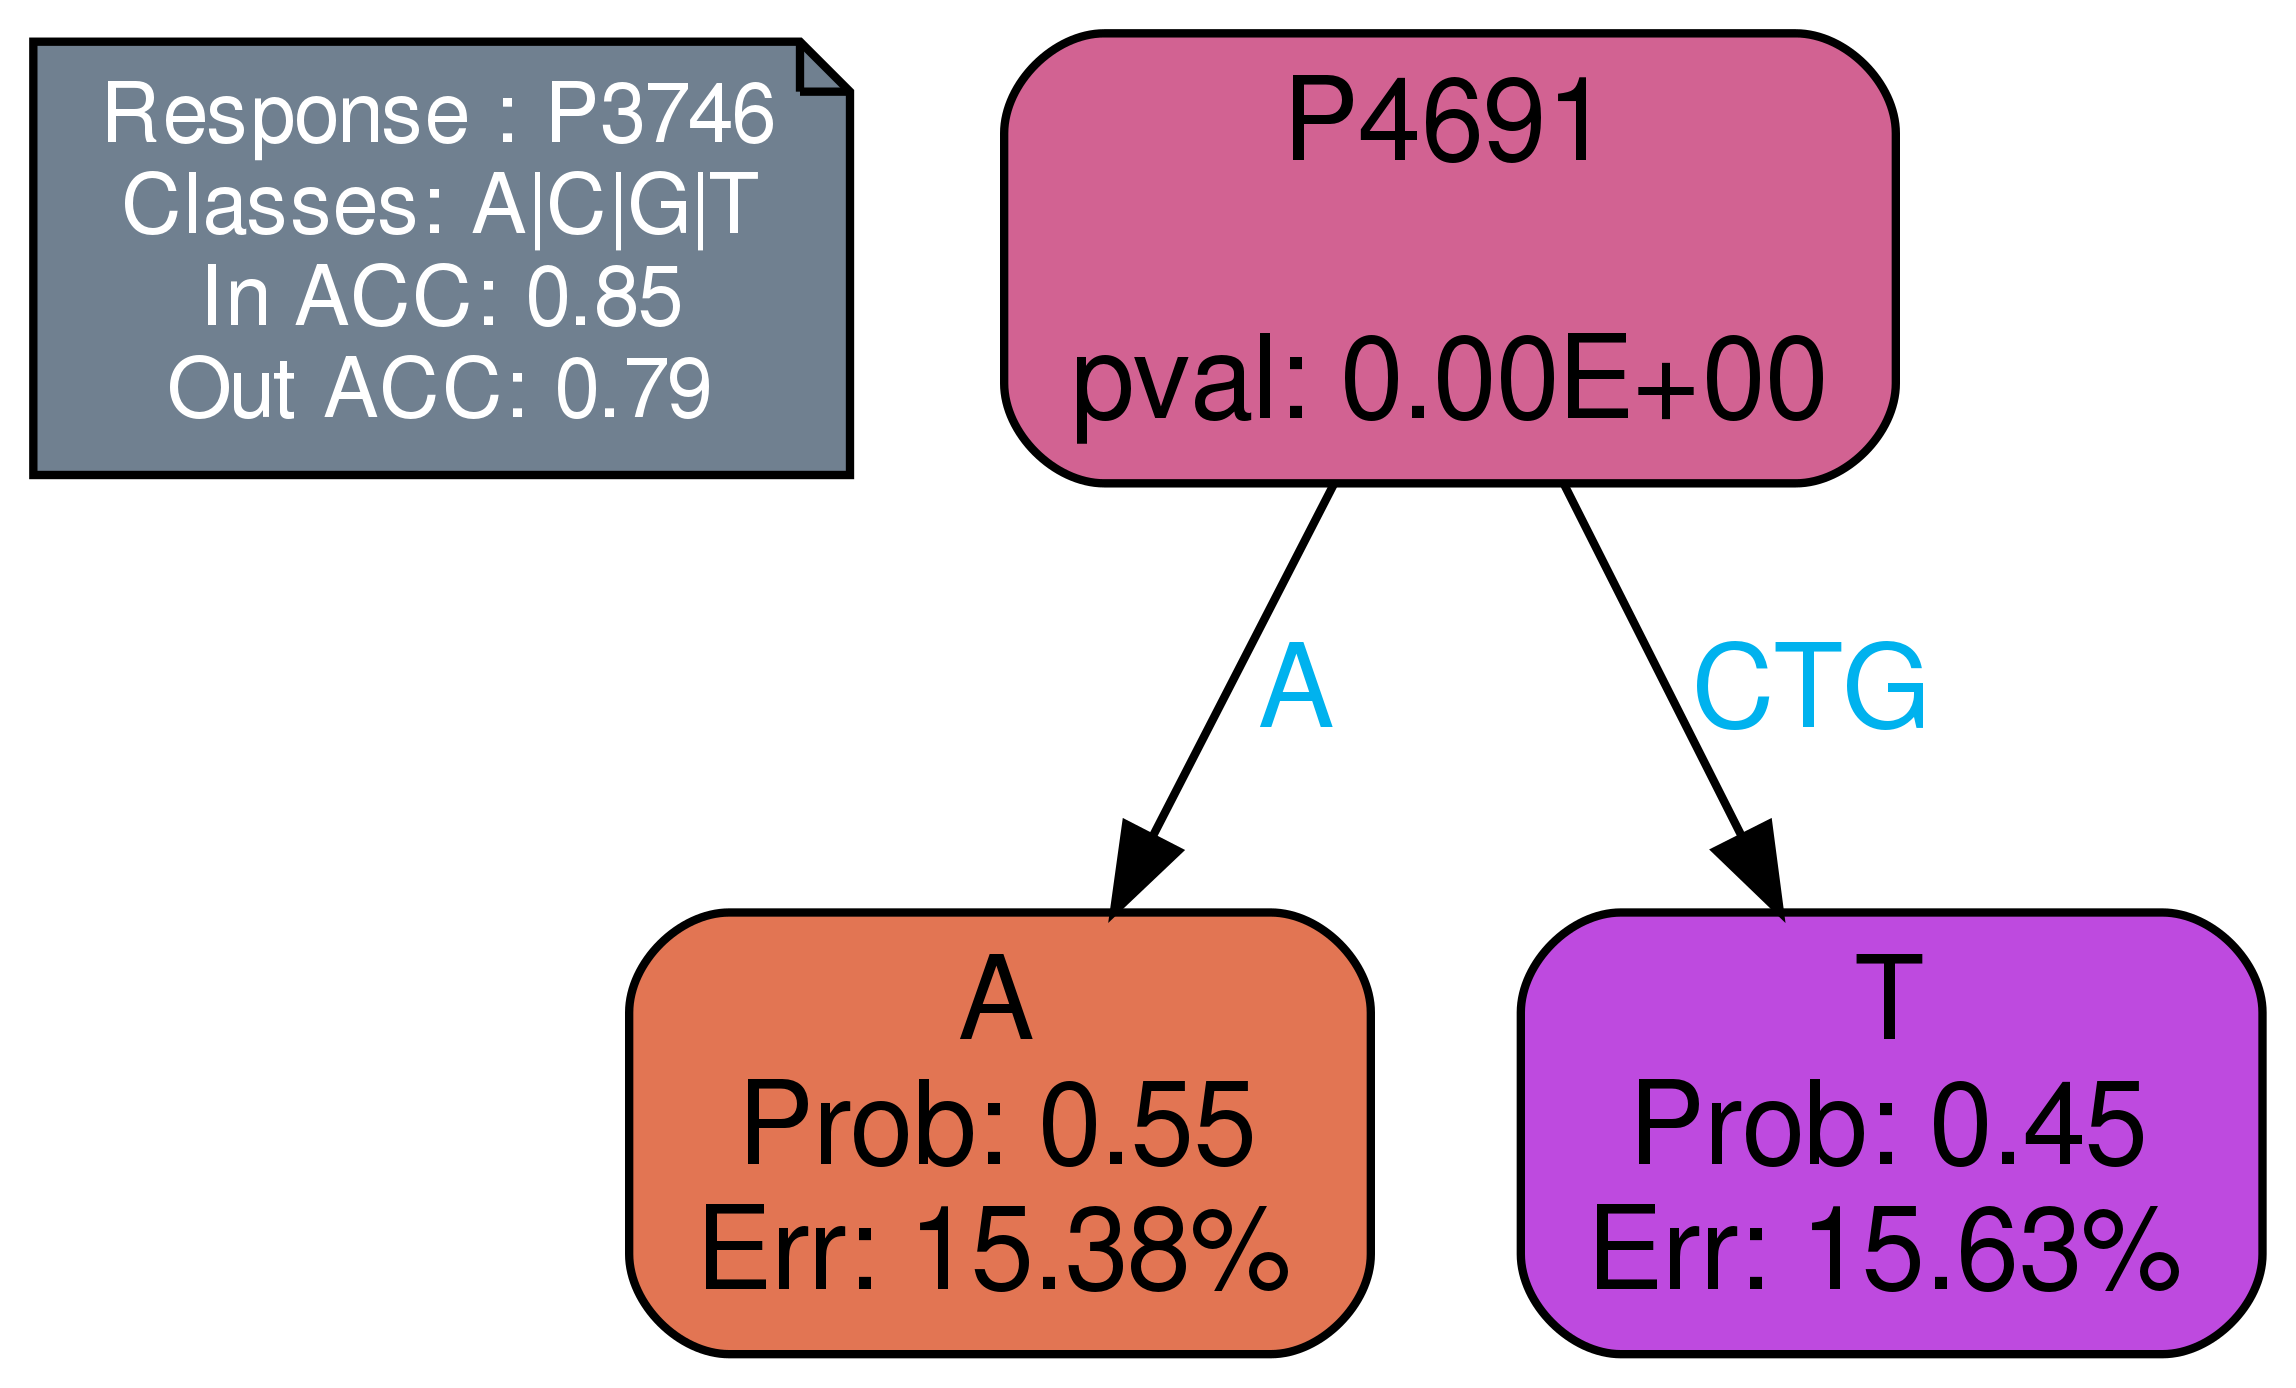 Response : P3746
Classes: A|C|G|T
In ACC: 0.85
Out ACC: 0.79
P4691
pval: 0.00E+00
A
CTG
A
Prob: 0.55
Err: 15.38%
T
Prob: 0.45
Err: 15.63%